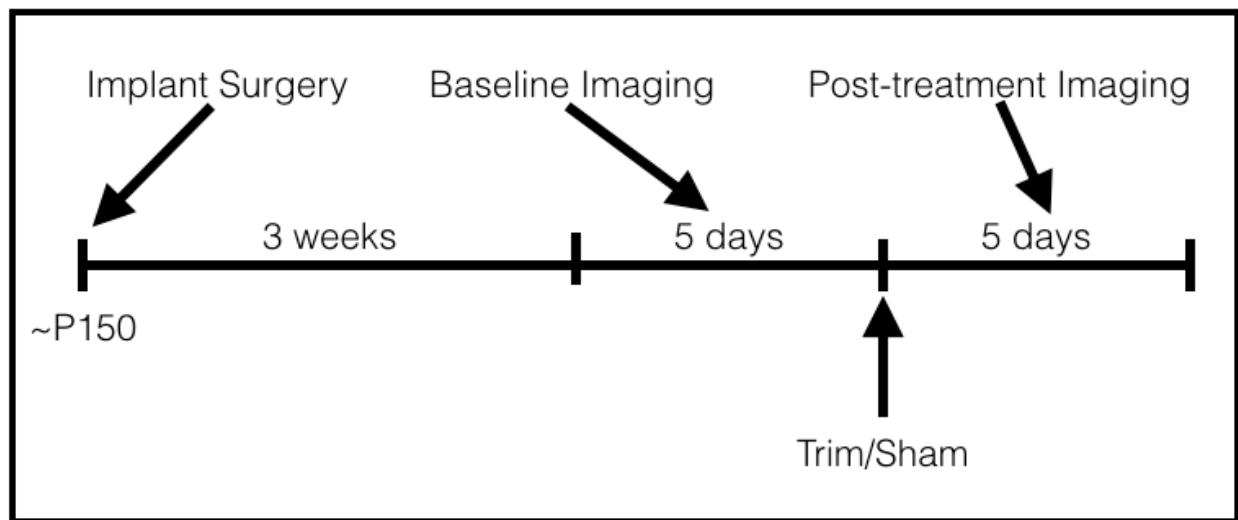 Implant Surgery
Baseline Imaging
Post-treatment Imaging
3 weeks
5 days
5 days
~P150
Trim/Sham